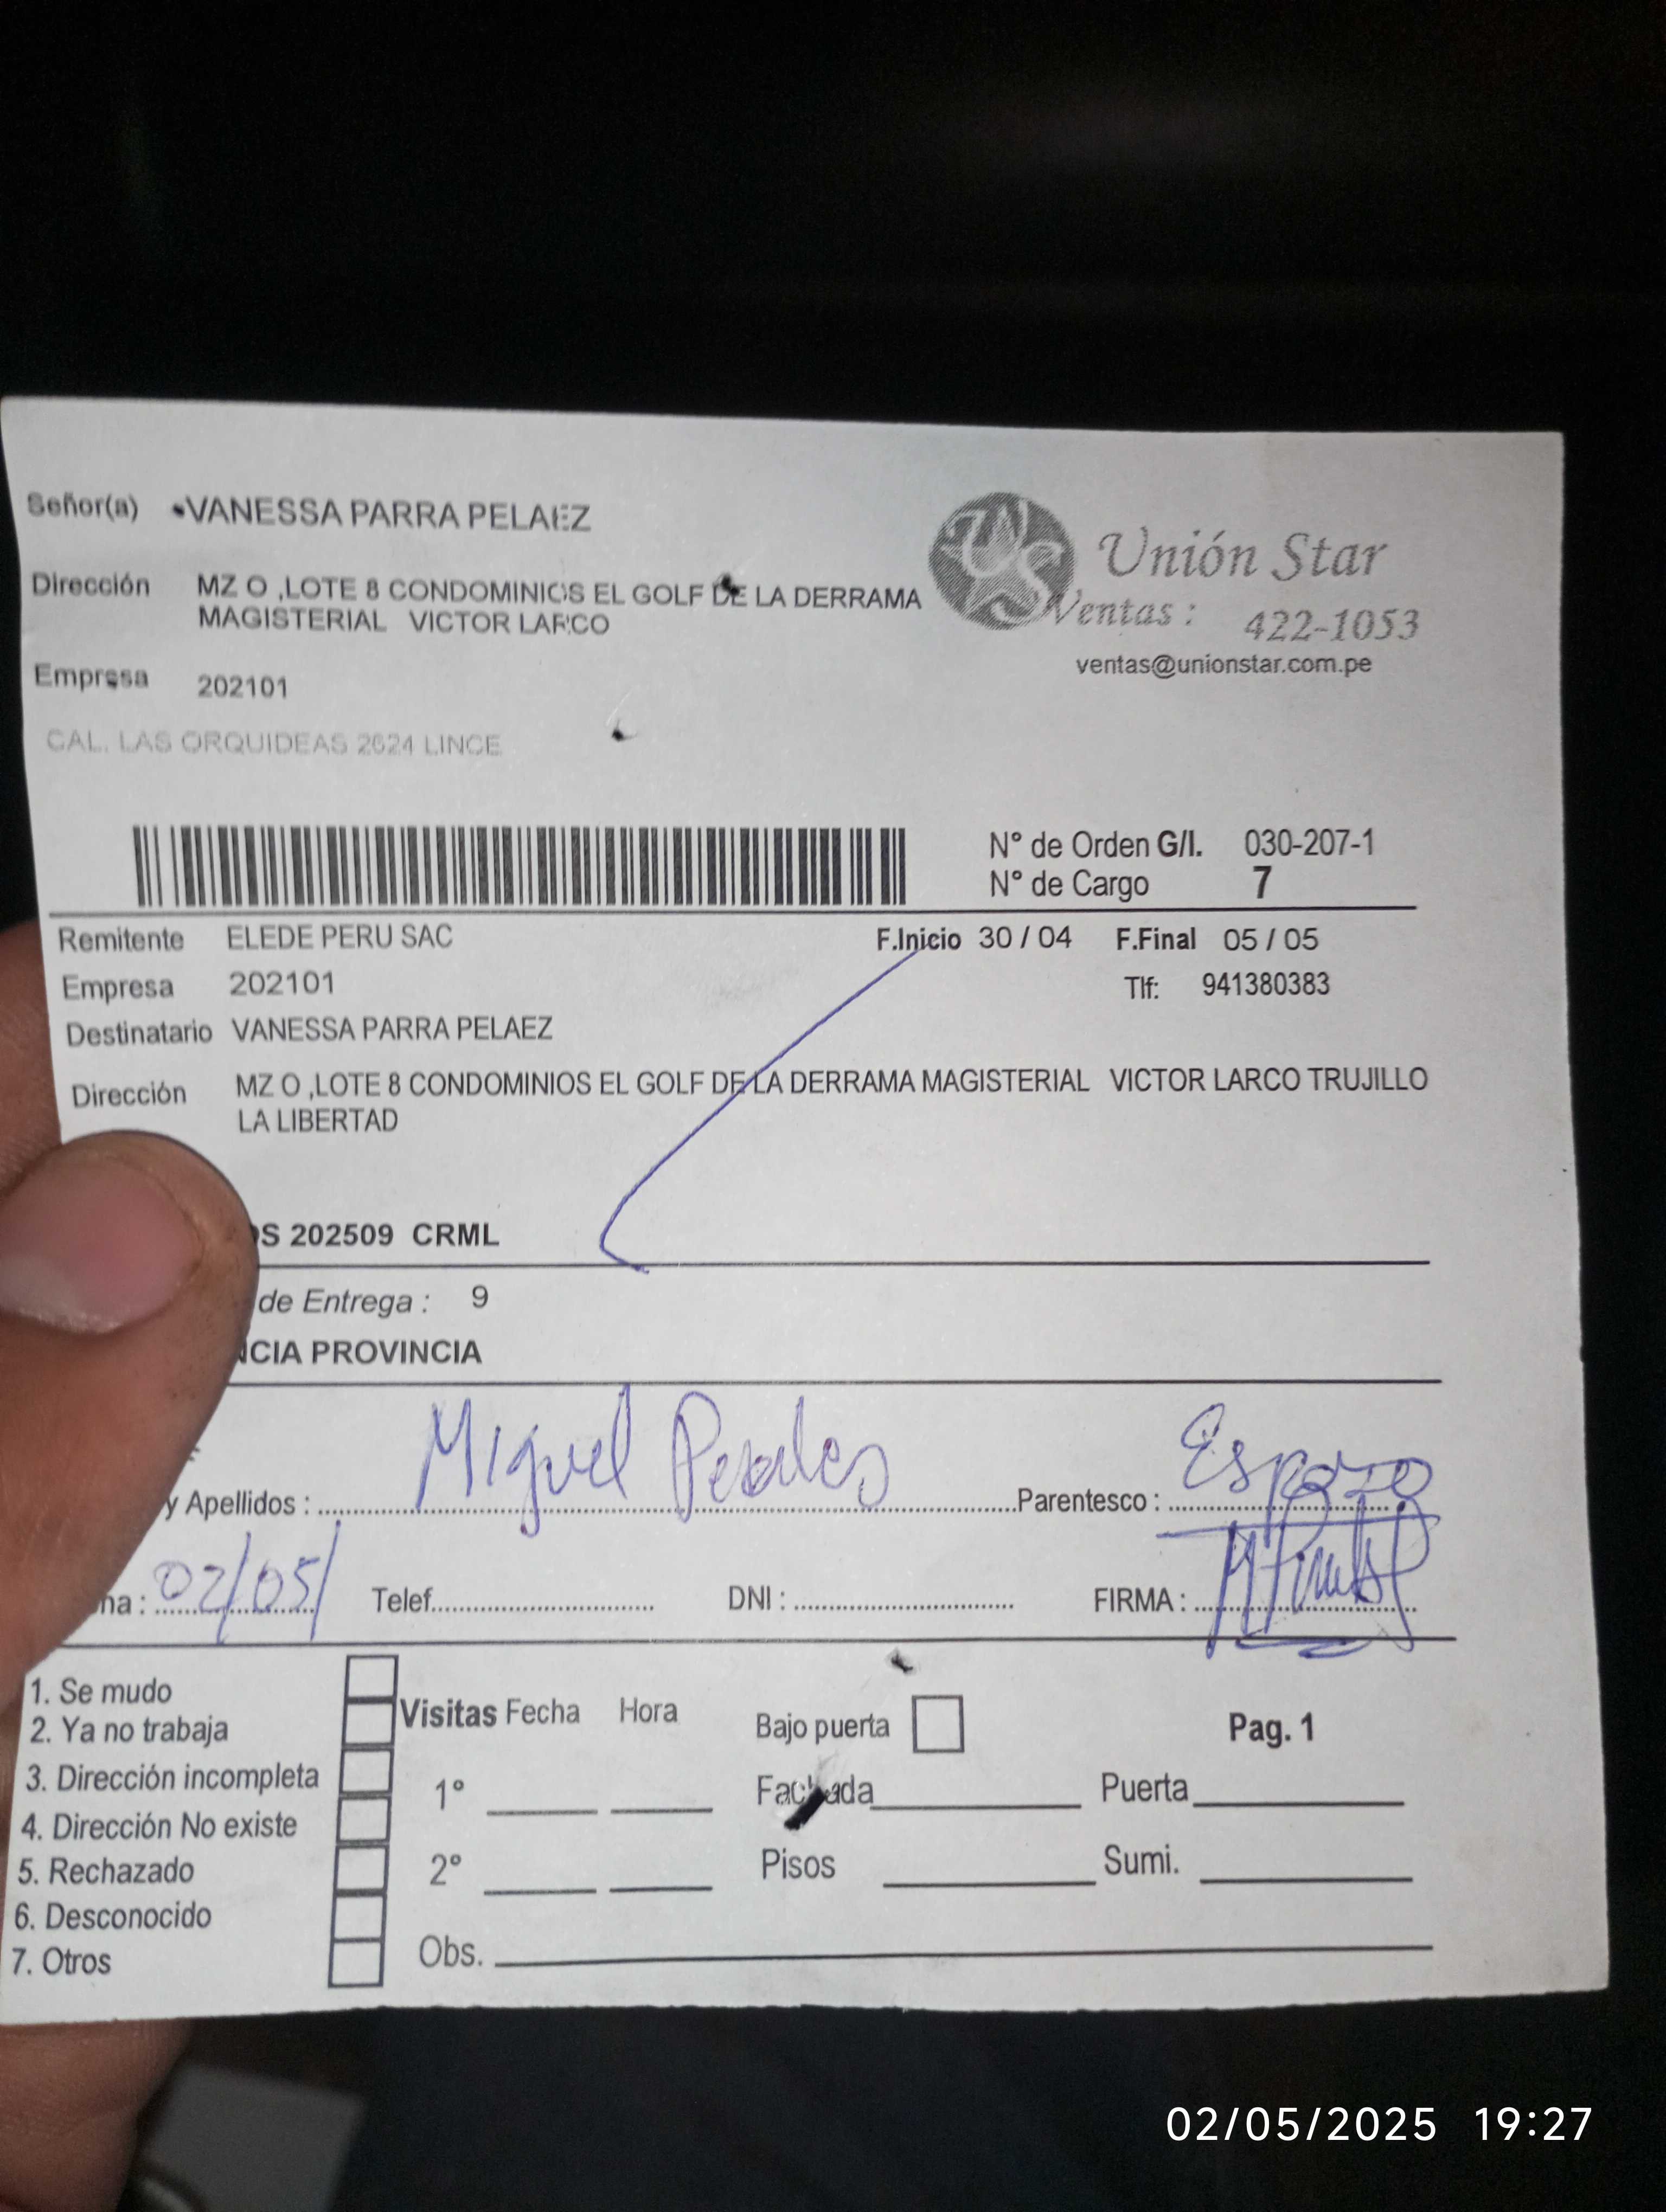 Señor(a) VANESSA PARRA PELAEZ
Dirección MZ O ,LOTE 8 CONDOMINIOS EL GOLF DE LA DERRAMA
MAGISTERIAL VICTOR LARCO
Empresa 202101
CAL. LAS ORQUIDEAS 2624 LINCE
US
Unión Star
Ventas : 422-1053
ventas@unionstar.com.pe
N° de Orden G/I. 030-207-1
N° de Cargo 7
Remitente ELEDE PERU SAC
F.Inicio 30 / 04 F.Final 05 / 05
Empresa 202101
Tlf: 941380383
Destinatario VANESSA PARRA PELAEZ
Dirección MZ O ,LOTE 8 CONDOMINIOS EL GOLF DE LA DERRAMA MAGISTERIAL VICTOR LARCO TRUJILLO
LA LIBERTAD
OS 202509 CRML
de Entrega : 9
NCIA PROVINCIA
y Apellidos : Miguel Perales Parentesco : Esposo
ha : 02/05/ Telef. DNI : FIRMA :
1. Se mudo
2. Ya no trabaja
3. Dirección incompleta
4. Dirección No existe
5. Rechazado
6. Desconocido
7. Otros
Visitas Fecha Hora
1°
2°
Obs.
Bajo puerta
Fachada
Pisos
Pag. 1
Puerta
Sumi.
02/05/2025 19:27